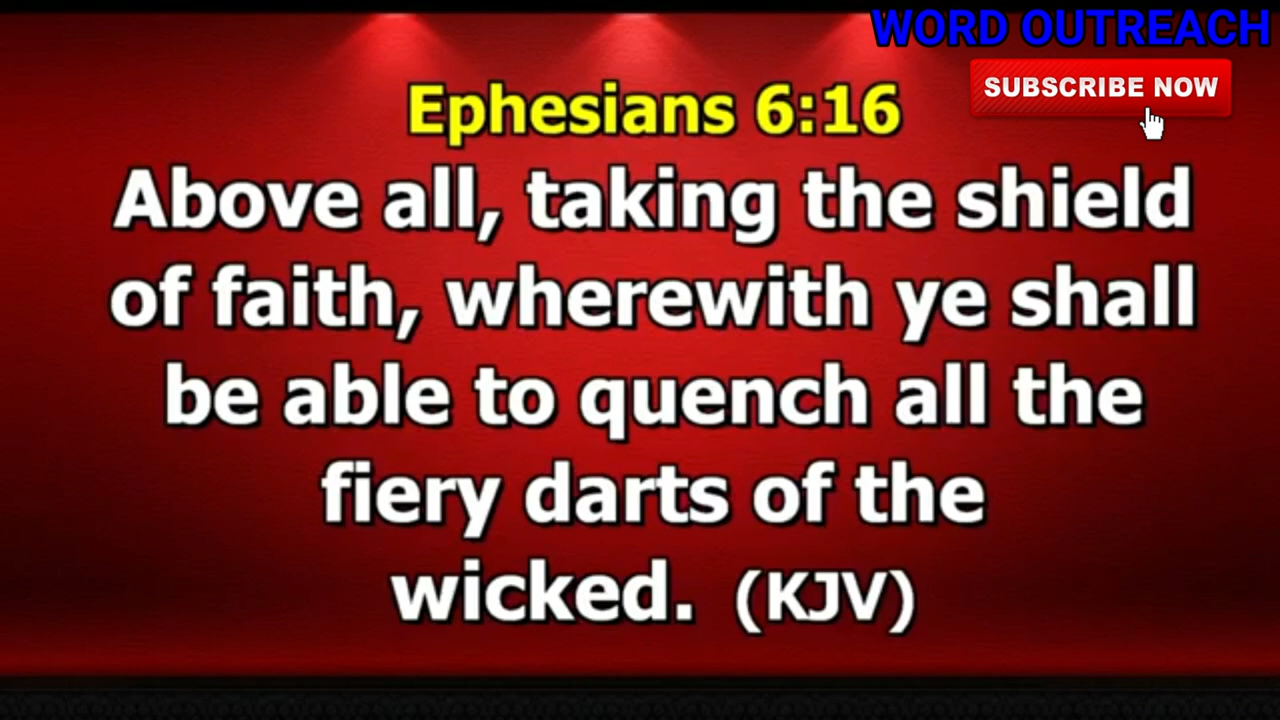 WORD OUTREACH
SUBSCRIBE NOW
Ephesians 6:16
Above all, taking the shield
of faith, wherewith ye shall
be able to quench all the
fiery darts of the
wicked. (KJV)